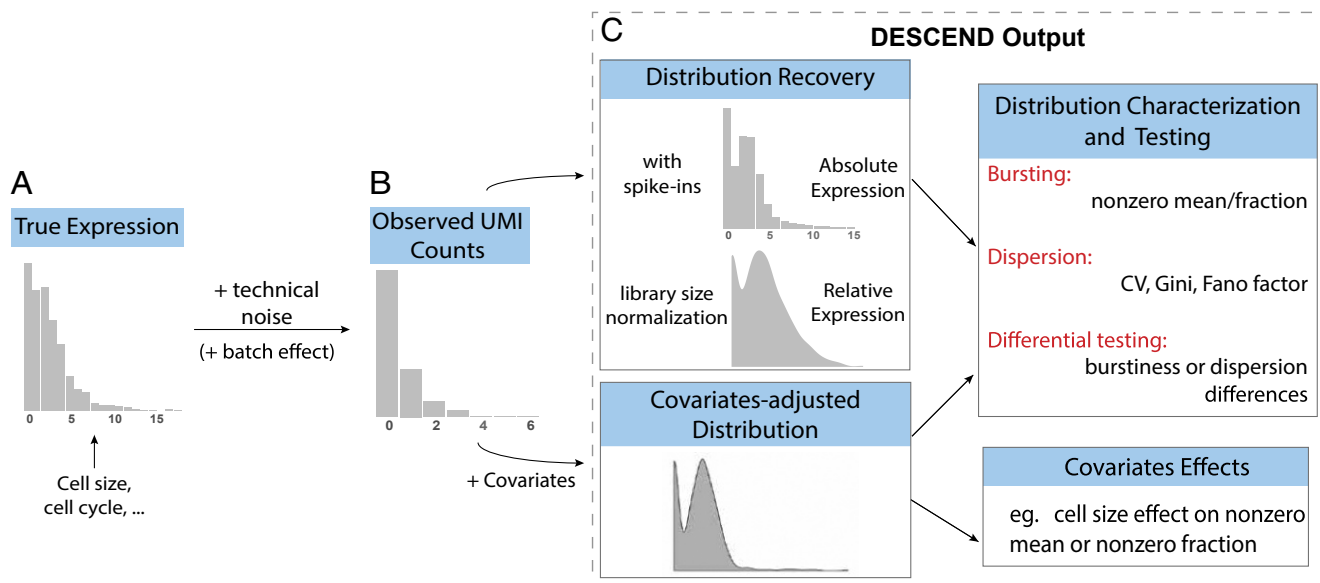 A
True Expression
0 5 10 15
Cell size,
cell cycle, ...
+ technical
noise
(+ batch effect)
B
Observed UMI
Counts
0 2 4 6
+ Covariates
C
DESCEND Output
Distribution Recovery
with
spike-ins
Absolute
Expression
0 5 10 15
library size
normalization
Relative
Expression
Covariates-adjusted
Distribution
Distribution Characterization
and Testing
Bursting:
nonzero mean/fraction
Dispersion:
CV, Gini, Fano factor
Differential testing:
burstiness or dispersion
differences
Covariates Effects
eg. cell size effect on nonzero
mean or nonzero fraction